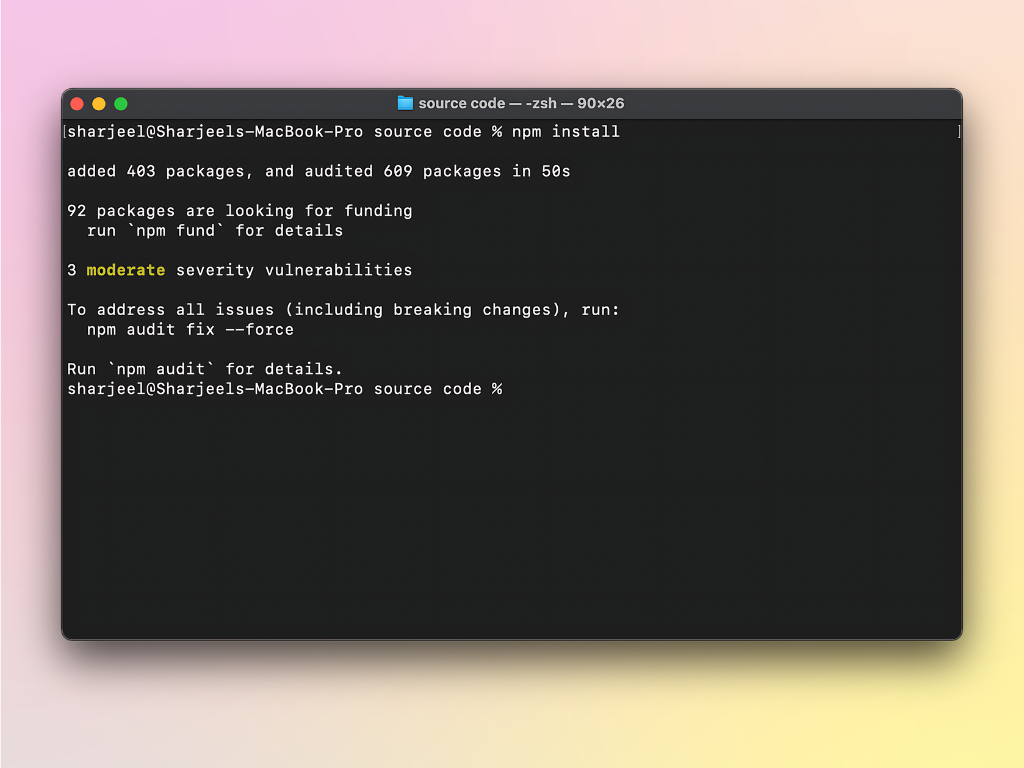 source code — -zsh — 90×26
[sharjeel@Sharjeels-MacBook-Pro source code % npm install ]
added 403 packages, and audited 609 packages in 50s
92 packages are looking for funding
  run `npm fund` for details
3 moderate severity vulnerabilities
To address all issues (including breaking changes), run:
  npm audit fix --force
Run `npm audit` for details.
sharjeel@Sharjeels-MacBook-Pro source code %